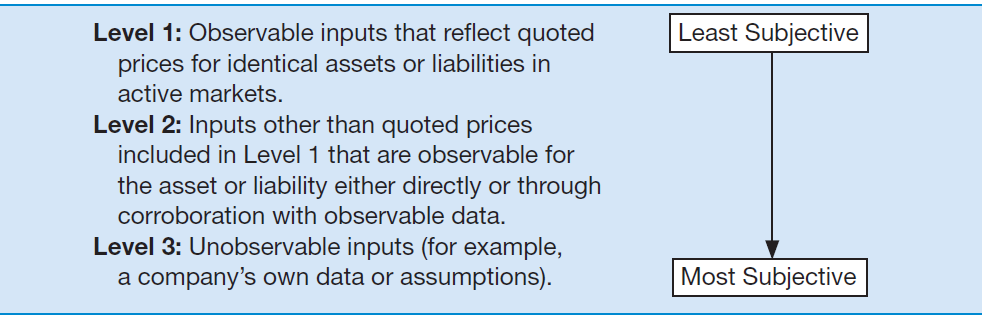 Level 1: Observable inputs that reflect quoted
prices for identical assets or liabilities in
active markets.
Level 2: Inputs other than quoted prices
included in Level 1 that are observable for
the asset or liability either directly or through
corroboration with observable data.
Level 3: Unobservable inputs (for example,
a company’s own data or assumptions).
Least Subjective
Most Subjective